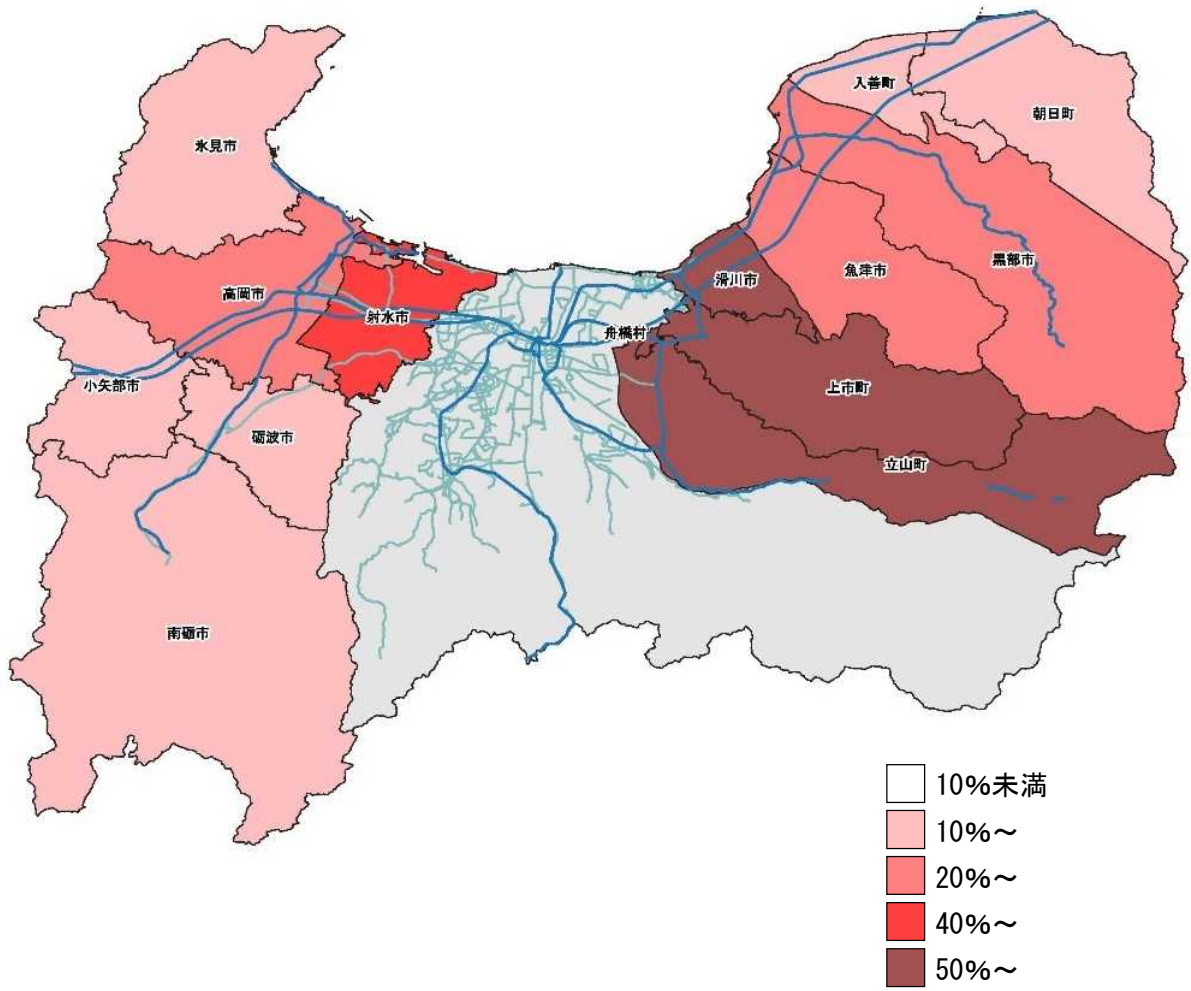 入善町
朝日町
氷見市
黒部市
魚津市
滑川市
高岡市
射水市
舟橋村
小矢部市
上市町
砺波市
立山町
南砺市
10%未満
10%～
20%～
40%～
50%～